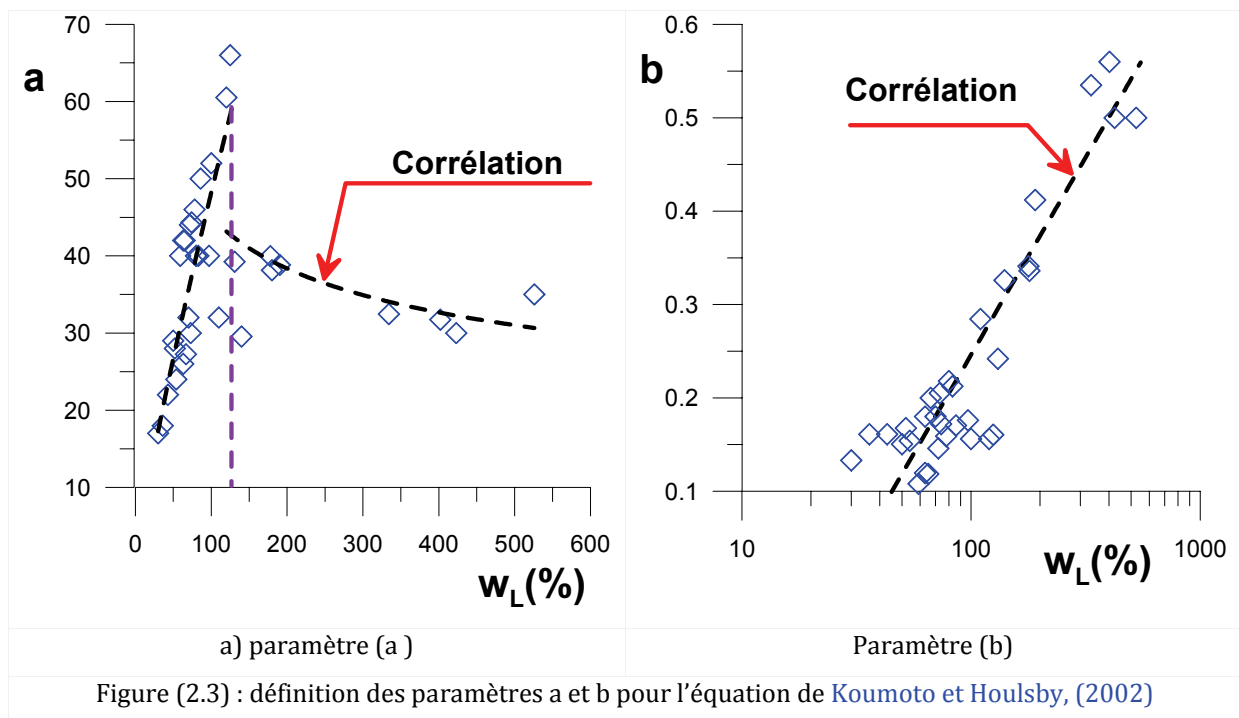 70
60
50
40
30
20
10
a
Corrélation
0 100 200 300 400 500 600
wL(%)
0.6
0.5
0.4
0.3
0.2
0.1
b
Corrélation
10 100 1000
wL(%)
a) paramètre (a )
Paramètre (b)
Figure (2.3) : définition des paramètres a et b pour l’équation de Koumoto et Houlsby, (2002)